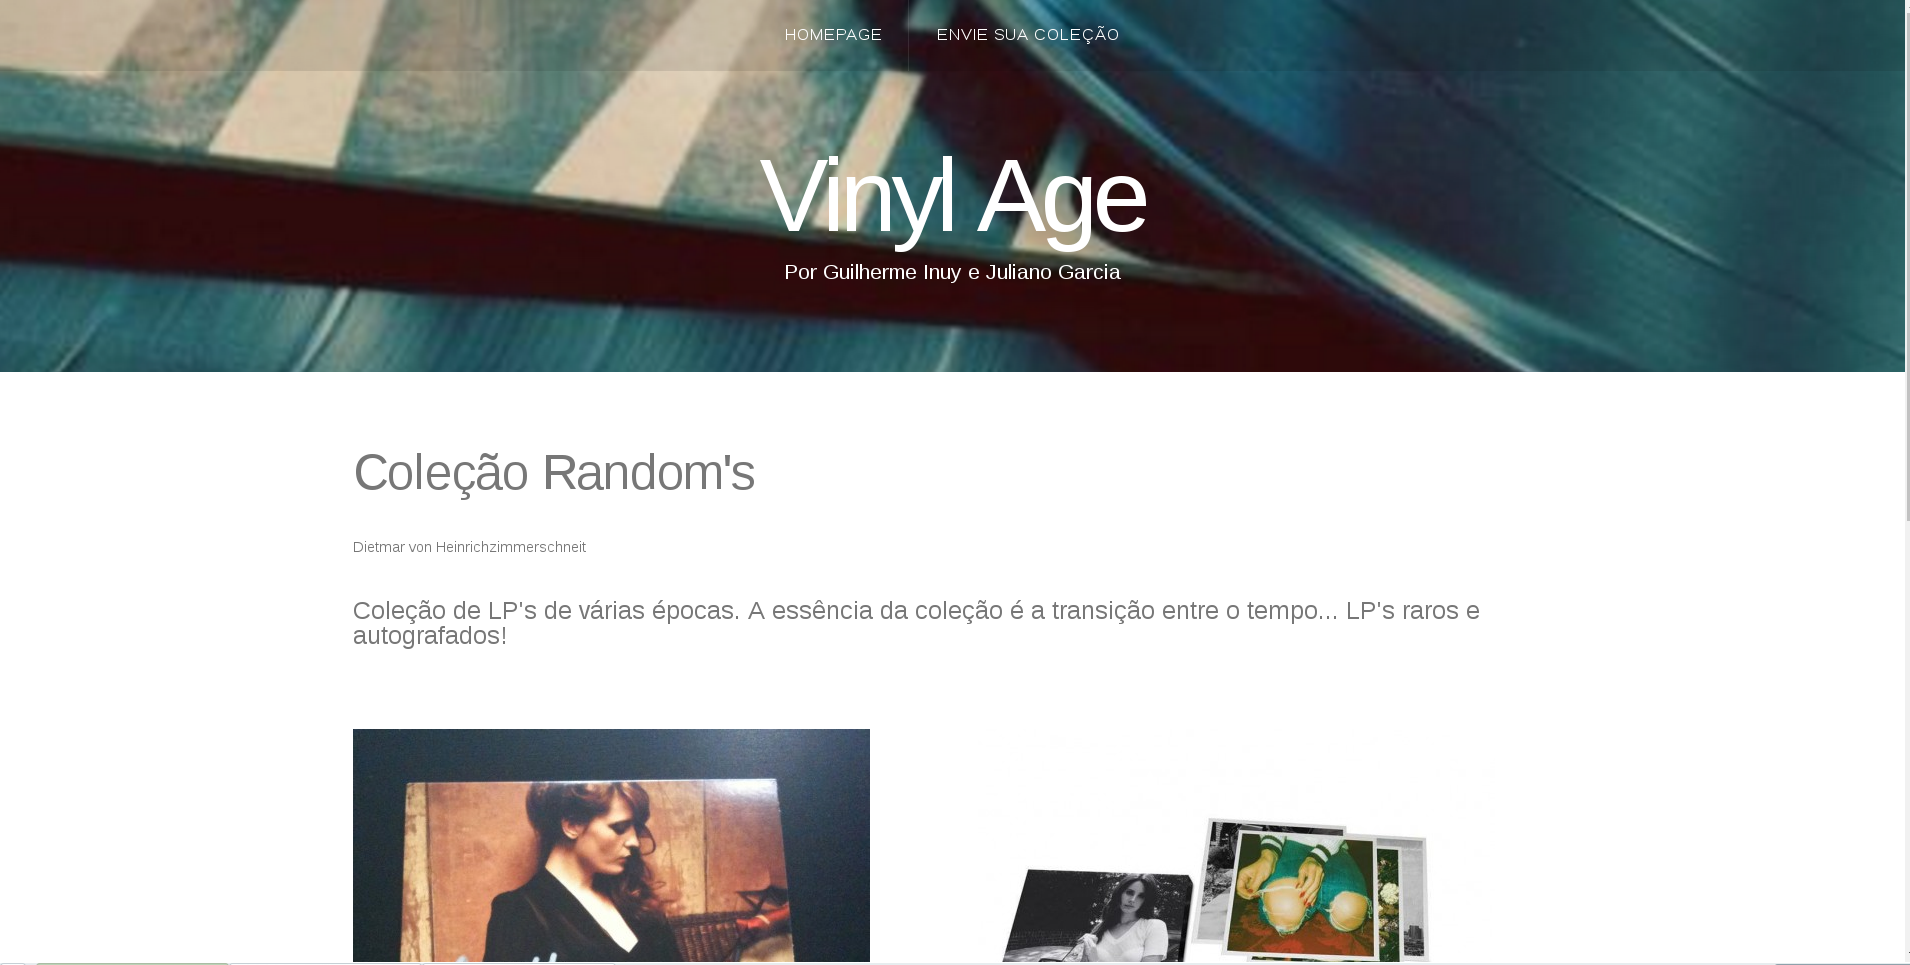 HOMEPAGE
ENVIE SUA COLEÇÃO
Vinyl Age
Por Guilherme Inuy e Juliano Garcia
Coleção Random's
Dietmar von Heinrichzimmerschneit
Coleção de LP's de várias épocas. A essência da coleção é a transição entre o tempo... LP's raros e
autografados!